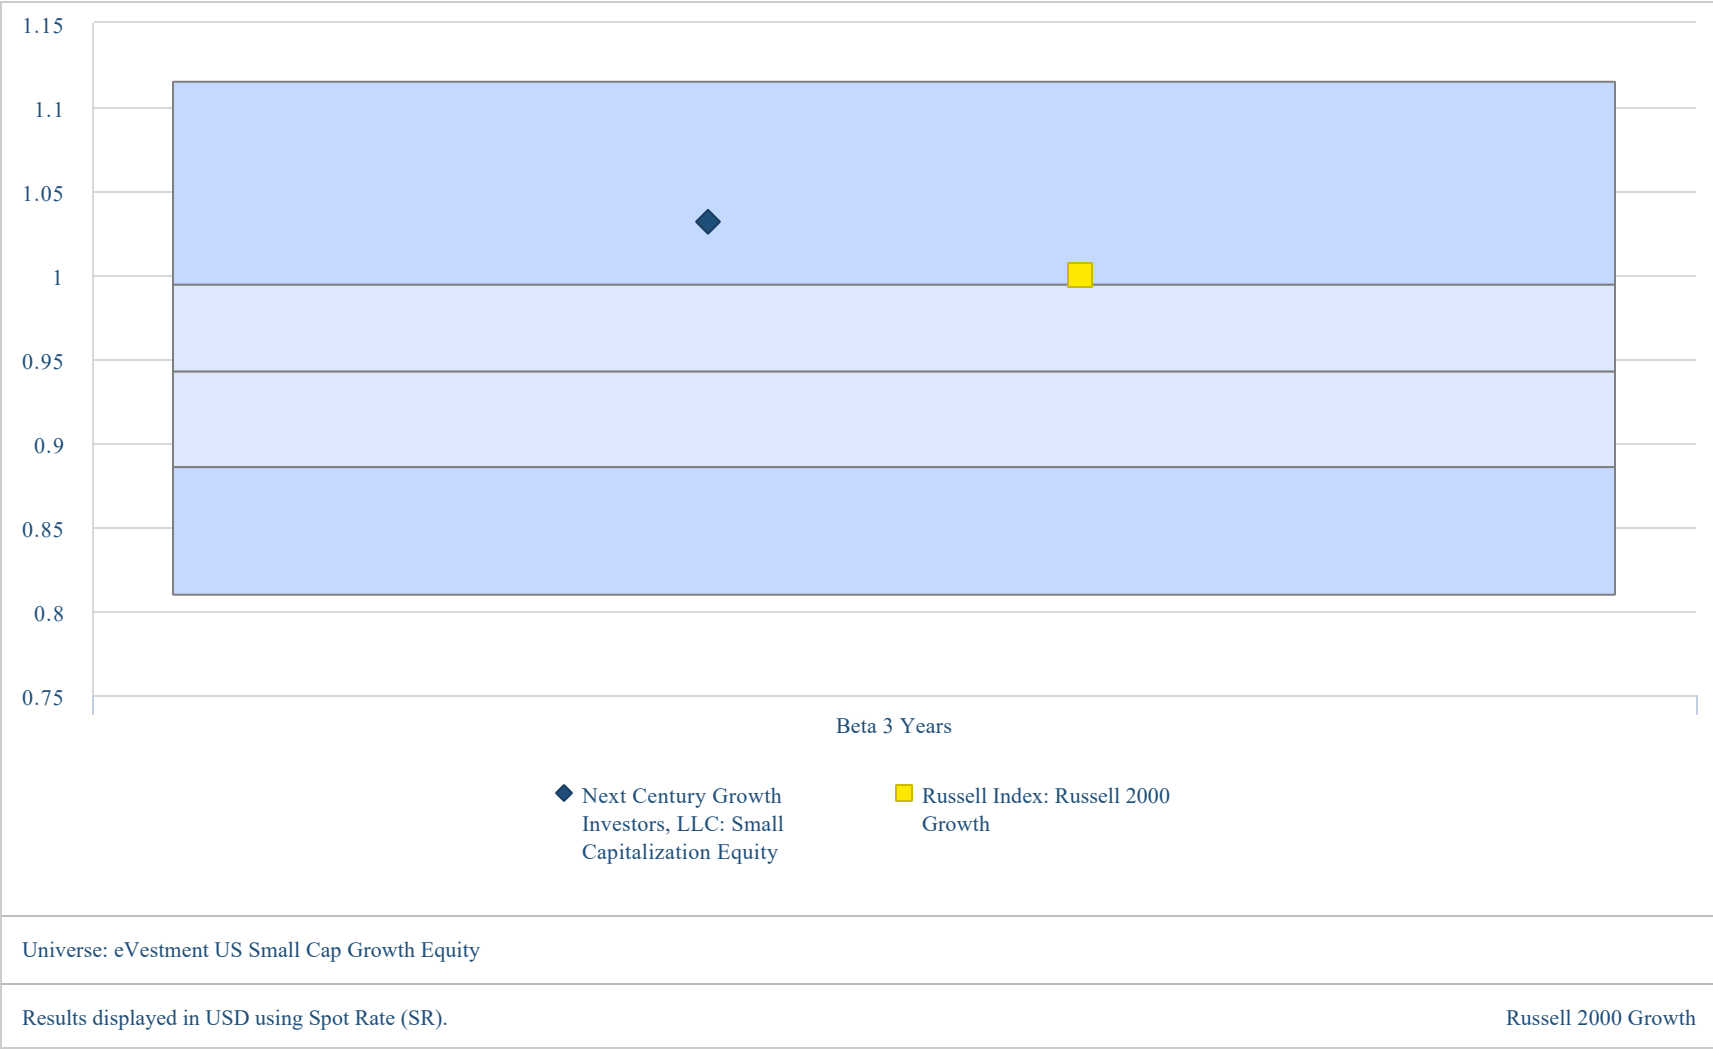 1.15
1.1
1.05
1
0.95
0.9
0.85
0.8
0.75
Beta 3 Years
Next Century Growth
Investors, LLC: Small
Capitalization Equity
Russell Index: Russell 2000
Growth
Universe: eVestment US Small Cap Growth Equity
Results displayed in USD using Spot Rate (SR).
Russell 2000 Growth